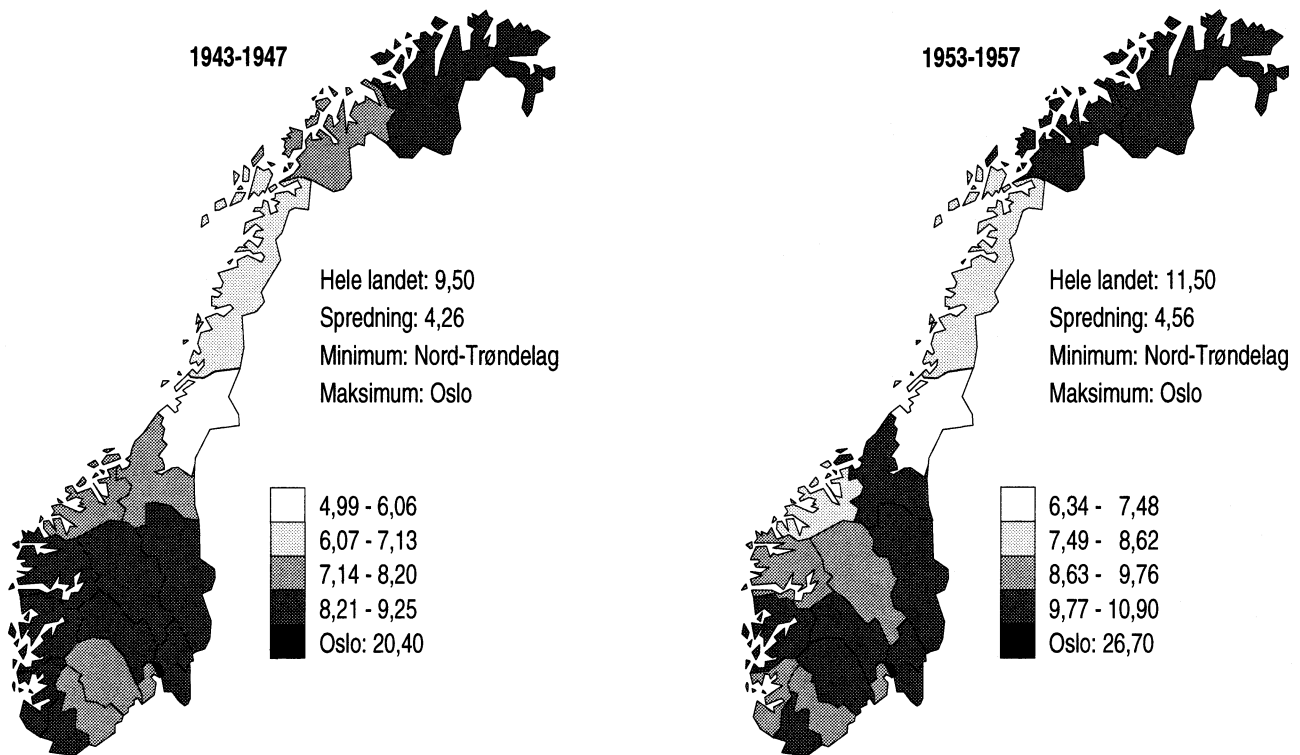 1943-1947
Hele landet: 9,50
Spredning: 4,26
Minimum: Nord-Trøndelag
Maksimum: Oslo
4,99 - 6,06
6,07 - 7,13
7,14 - 8,20
8,21 - 9,25
Oslo: 20,40
1953-1957
Hele landet: 11,50
Spredning: 4,56
Minimum: Nord-Trøndelag
Maksimum: Oslo
6,34 - 7,48
7,49 - 8,62
8,63 - 9,76
9,77 - 10,90
Oslo: 26,70